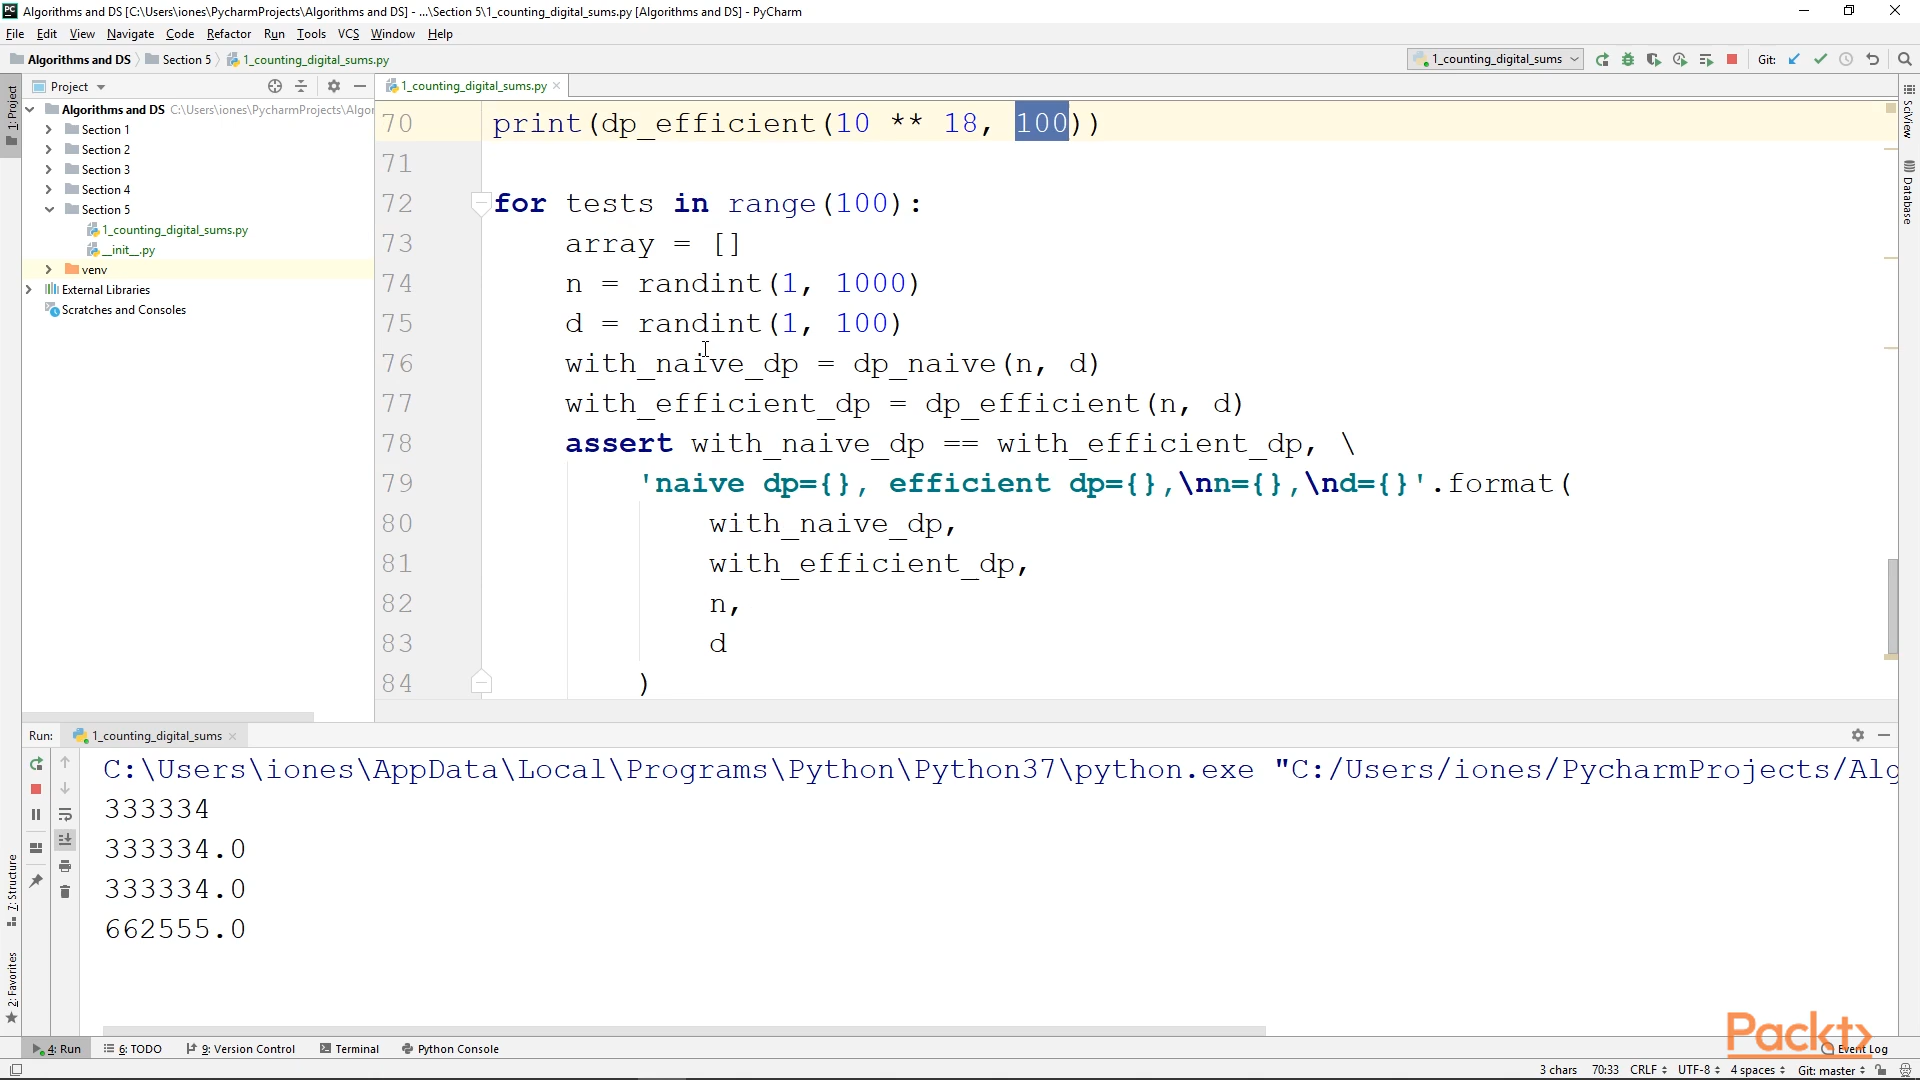 Algorithms and DS [C:\Users\iones\PycharmProjects\Algorithms and DS] - ...\Section 5\1_counting_digital_sums.py [Algorithms and DS] - PyCharm
File Edit View Navigate Code Refactor Run Tools VCS Window Help
Algorithms and DS Section 5 1_counting_digital_sums.py 1_counting_digital_sums Git:
Project 1_counting_digital_sums.py
1: Project
Algorithms and DS C:\Users\iones\PycharmProjects\Algor
Section 1
Section 2
Section 3
Section 4
Section 5
1_counting_digital_sums.py
__init__.py
venv
External Libraries
Scratches and Consoles
70 print(dp_efficient(10 ** 18, 100))
71
72 for tests in range(100):
73 array = []
74 n = randint(1, 1000)
75 d = randint(1, 100)
76 with_naive_dp = dp_naive(n, d)
77 with_efficient_dp = dp_efficient(n, d)
78 assert with_naive_dp == with_efficient_dp, \
79 'naive dp={}, efficient dp={},\nn={},\nd={}'.format(
80 with_naive_dp,
81 with_efficient_dp,
82 n,
83 d
84 )
SciView
Database
Run: 1_counting_digital_sums
C:\Users\iones\AppData\Local\Programs\Python\Python37\python.exe "C:/Users/iones/PycharmProjects/Alg
333334
333334.0
333334.0
662555.0
7: Structure
2: Favorites
Packt
4: Run 6: TODO 9: Version Control Terminal Python Console Event Log
3 chars 70:33 CRLF UTF-8 4 spaces Git: master